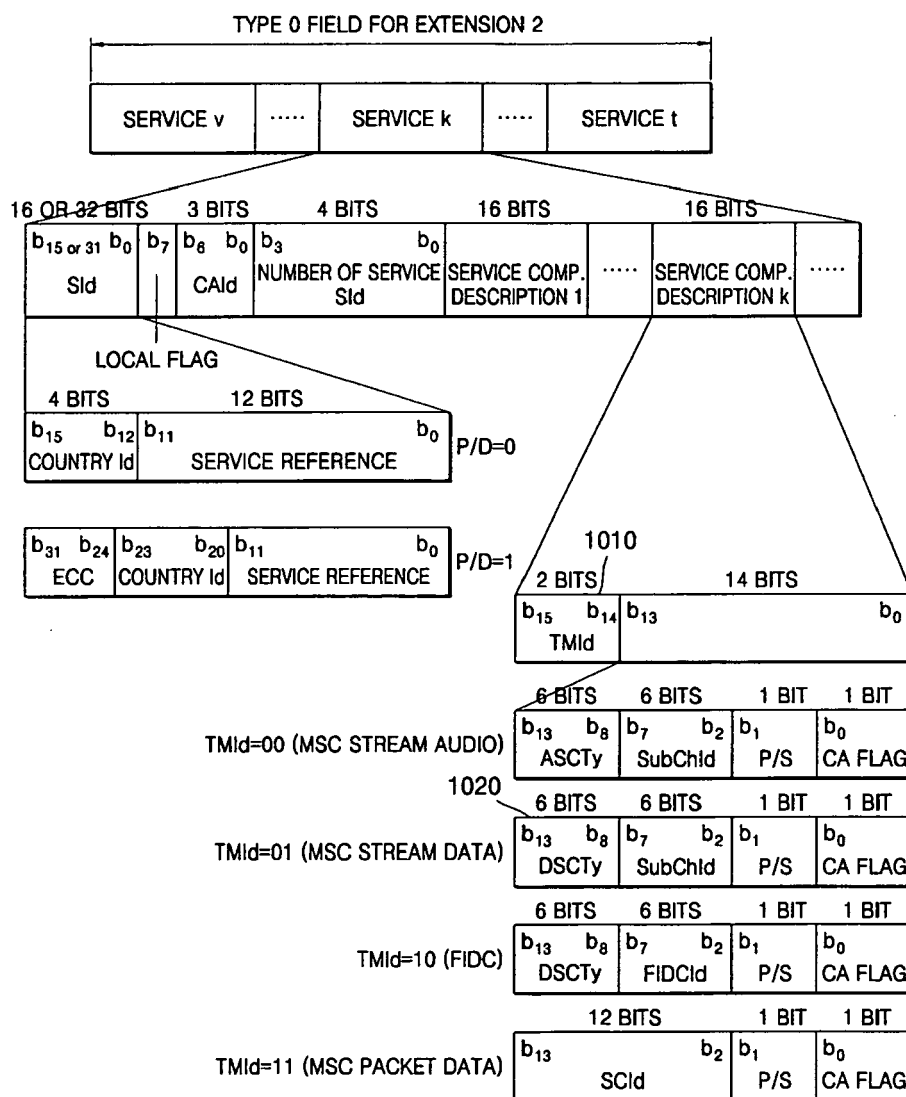 TYPE 0 FIELD FOR EXTENSION 2
SERVICE v ..... SERVICE k ..... SERVICE t
16 OR 32 BITS 3 BITS 4 BITS 16 BITS 16 BITS
b15 or 31 b0 b7 b6 b0 b3 b0
SId CAId NUMBER OF SERVICE SId SERVICE COMP. DESCRIPTION 1 ..... SERVICE COMP. DESCRIPTION k .....
LOCAL FLAG
4 BITS 12 BITS
b15 b12 b11 b0 P/D=0
COUNTRY Id SERVICE REFERENCE
b31 b24 b23 b20 b11 b0 P/D=1
ECC COUNTRY Id SERVICE REFERENCE
1010
2 BITS 14 BITS
b15 b14 b13 b0
TMId
6 BITS 6 BITS 1 BIT 1 BIT
b13 b8 b7 b2 b1 b0
TMId=00 (MSC STREAM AUDIO) ASCTy SubChId P/S CA FLAG
1020
6 BITS 6 BITS 1 BIT 1 BIT
b13 b8 b7 b2 b1 b0
TMId=01 (MSC STREAM DATA) DSCTy SubChId P/S CA FLAG
6 BITS 6 BITS 1 BIT 1 BIT
b13 b8 b7 b2 b1 b0
TMId=10 (FIDC) DSCTy FIDCId P/S CA FLAG
12 BITS 1 BIT 1 BIT
b13 b2 b1 b0
TMId=11 (MSC PACKET DATA) SCId P/S CA FLAG